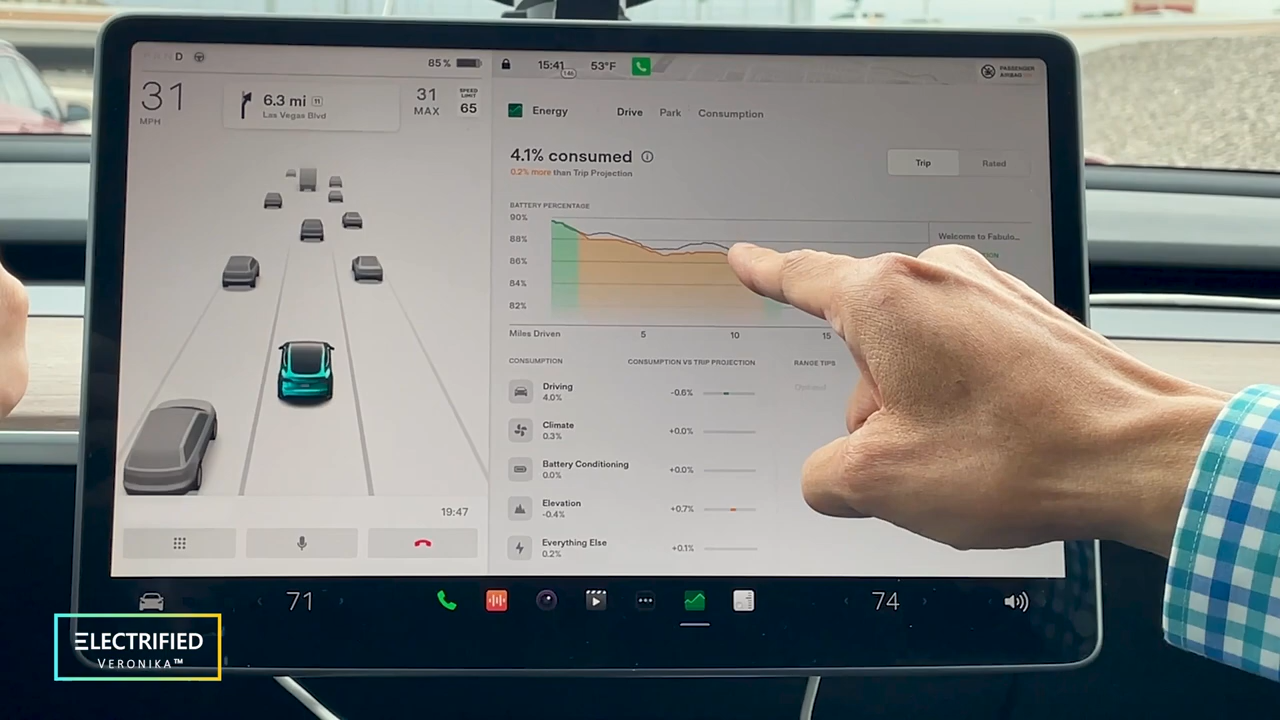 D
85%
31
MPH
6.3 mi 11
Las Vegas Blvd
31
MAX
SPEED
LIMIT
65
19:47
15:41
53°F
PASSENGER
AIRBAG
Energy
Drive Park Consumption
4.1% consumed
0.2% more than Trip Projection
Trip Rated
BATTERY PERCENTAGE
90%
88%
86%
84%
82%
Welcome to Fabulo...
Miles Driven 5 10 15
CONSUMPTION CONSUMPTION VS TRIP PROJECTION RANGE TIPS
Driving
4.0% -0.6%
Climate
0.3% +0.0%
Battery Conditioning
0.0% +0.0%
Elevation
-0.4% +0.7%
Everything Else
0.2% +0.1%
71 74
ELECTRIFIED
VERONIKA™